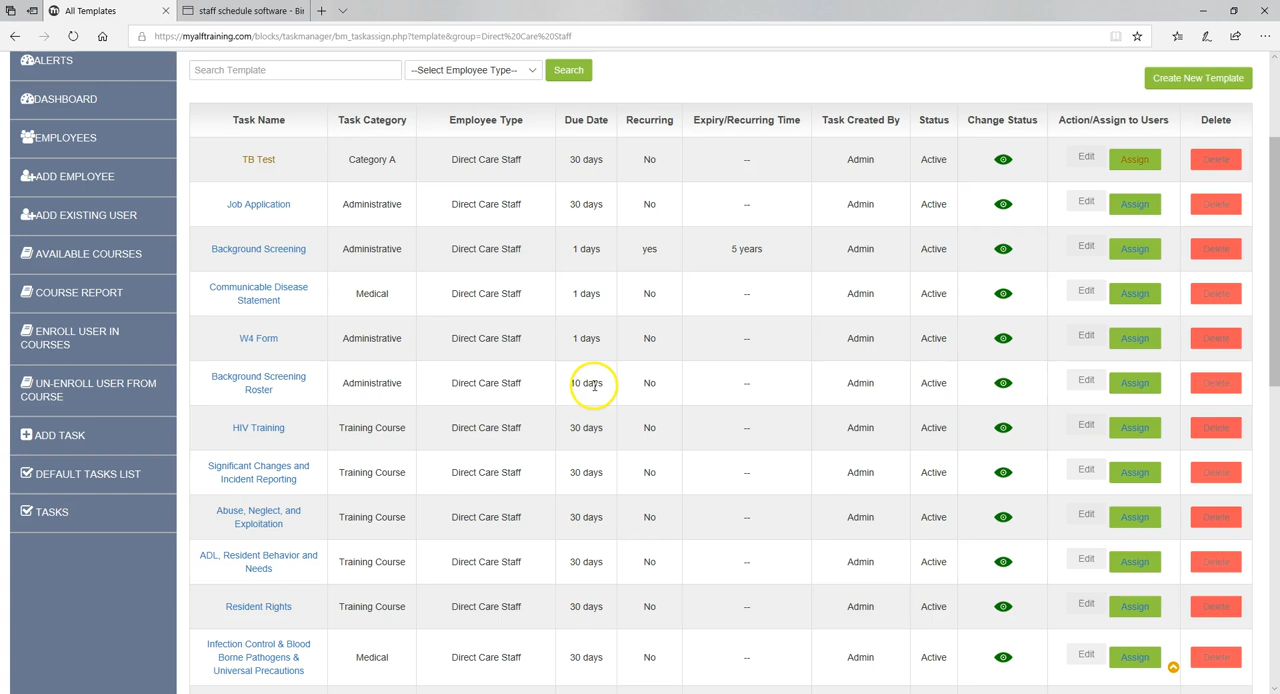 All Templates
staff schedule software - Bin
https://myalftraining.com/blocks/taskmanager/bm_taskassign.php?template&group=Direct%20Care%20Staff
ALERTS
DASHBOARD
EMPLOYEES
ADD EMPLOYEE
ADD EXISTING USER
AVAILABLE COURSES
COURSE REPORT
ENROLL USER IN
COURSES
UN-ENROLL USER FROM
COURSE
ADD TASK
DEFAULT TASKS LIST
TASKS
Search Template --Select Employee Type-- Search
Create New Template
Task Name Task Category Employee Type Due Date Recurring Expiry/Recurring Time Task Created By Status Change Status Action/Assign to Users Delete
TB Test Category A Direct Care Staff 30 days No -- Admin Active Edit Assign Delete
Job Application Administrative Direct Care Staff 30 days No -- Admin Active Edit Assign Delete
Background Screening Administrative Direct Care Staff 1 days yes 5 years Admin Active Edit Assign Delete
Communicable Disease
Statement Medical Direct Care Staff 1 days No -- Admin Active Edit Assign Delete
W4 Form Administrative Direct Care Staff 1 days No -- Admin Active Edit Assign Delete
Background Screening
Roster Administrative Direct Care Staff 10 days No -- Admin Active Edit Assign Delete
HIV Training Training Course Direct Care Staff 30 days No -- Admin Active Edit Assign Delete
Significant Changes and
Incident Reporting Training Course Direct Care Staff 30 days No -- Admin Active Edit Assign Delete
Abuse, Neglect, and
Exploitation Training Course Direct Care Staff 30 days No -- Admin Active Edit Assign Delete
ADL, Resident Behavior and
Needs Training Course Direct Care Staff 30 days No -- Admin Active Edit Assign Delete
Resident Rights Training Course Direct Care Staff 30 days No -- Admin Active Edit Assign Delete
Infection Control & Blood
Borne Pathogens &
Universal Precautions Medical Direct Care Staff 30 days No -- Admin Active Edit Assign Delete